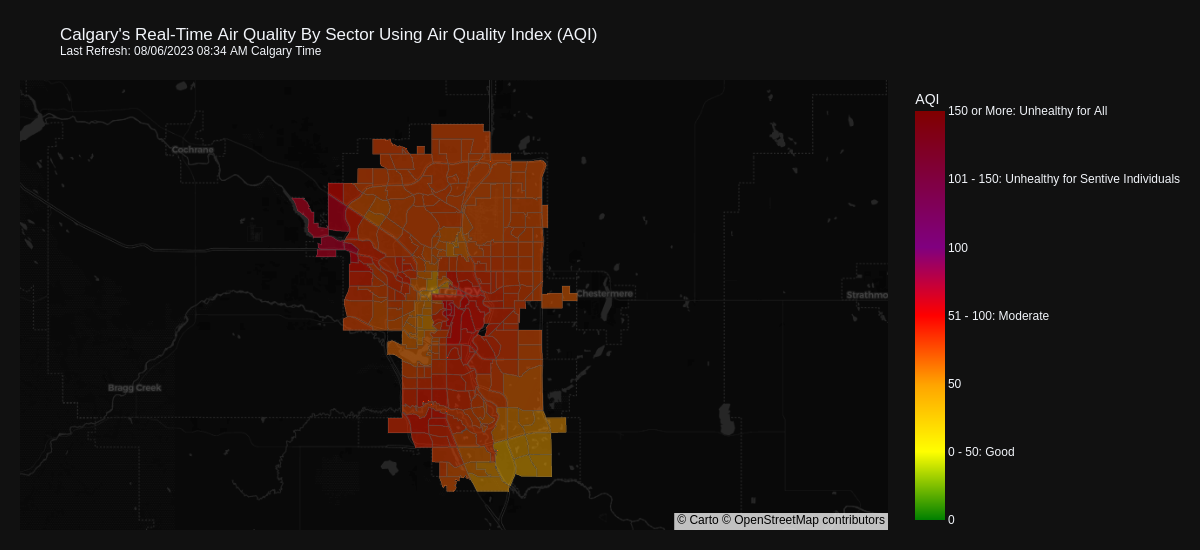 Calgary's Real-Time Air Quality By Sector Using Air Quality Index (AQI)
Last Refresh: 08/06/2023 08:34 AM Calgary Time
AQI
150 or More: Unhealthy for All
101 - 150: Unhealthy for Sentive Individuals
100
51 - 100: Moderate
50
0 - 50: Good
0
Cochrane
CALGARY
Chestermere
Strathmo
Bragg Creek
© Carto © OpenStreetMap contributors